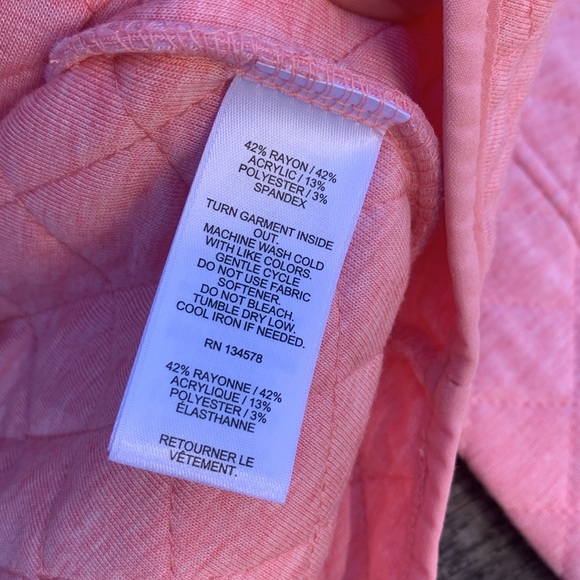 42% RAYON / 42%
ACRYLIC / 13%
POLYESTER / 3%
SPANDEX
TURN GARMENT INSIDE
OUT.
MACHINE WASH COLD
WITH LIKE COLORS.
GENTLE CYCLE
DO NOT USE FABRIC
SOFTENER.
DO NOT BLEACH.
TUMBLE DRY LOW.
COOL IRON IF NEEDED.
RN 134578
42% RAYONNE / 42%
ACRYLIQUE / 13%
POLYESTER / 3%
ÉLASTHANNE
RETOURNER LE
VÊTEMENT.